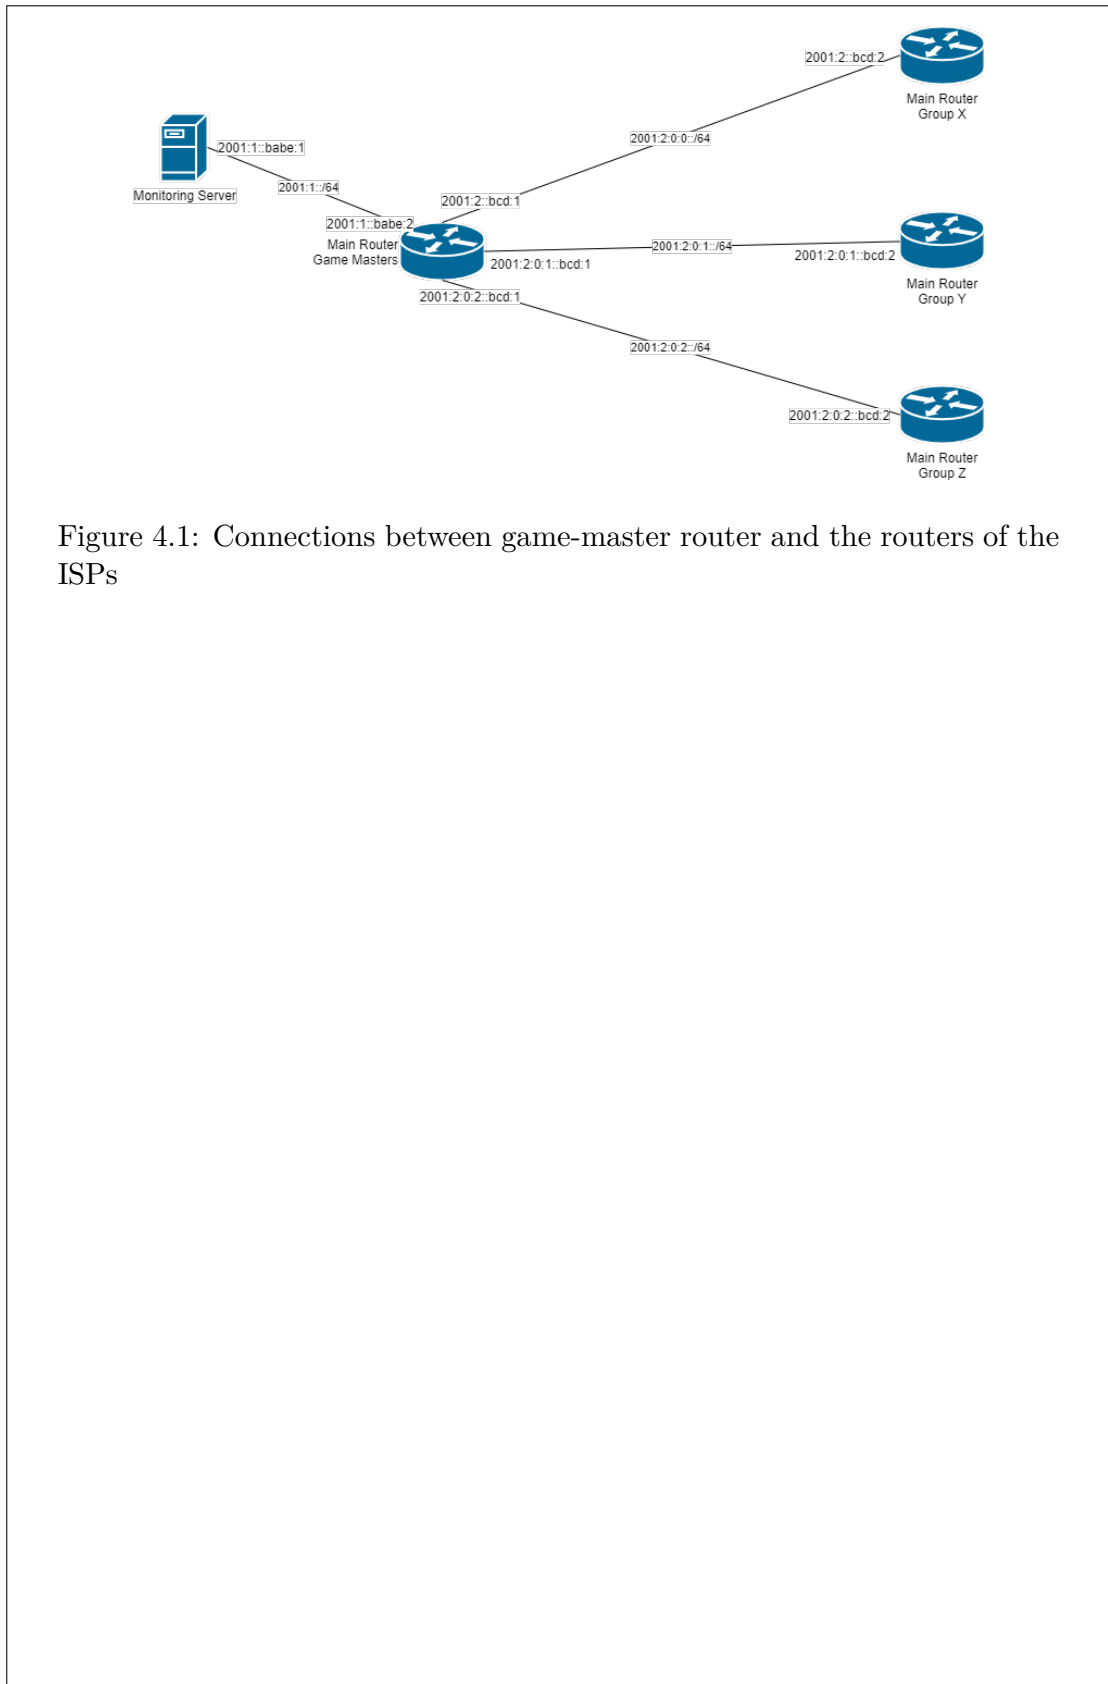 2001:2::bcd:2
Main Router
Group X
2001:2:0:0::/64
2001:1::babe:1
2001:1::/64
Monitoring Server
2001:2::bcd:1
2001:1::babe:2
Main Router
Game Masters
2001:2:0:1::bcd:1
2001:2:0:1::/64
2001:2:0:1::bcd:2
Main Router
Group Y
2001:2:0:2::bcd:1
2001:2:0:2::/64
2001:2:0:2::bcd:2
Main Router
Group Z
Figure 4.1: Connections between game-master router and the routers of the
ISPs